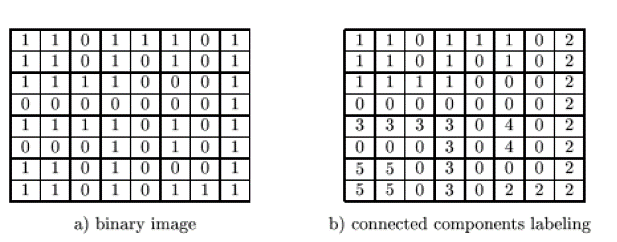 1 1 0 1 1 1 0 1
1 1 0 1 0 1 0 1
1 1 1 1 0 0 0 1
0 0 0 0 0 0 0 1
1 1 1 1 0 1 0 1
0 0 0 1 0 1 0 1
1 1 0 1 0 0 0 1
1 1 0 1 0 1 1 1
a) binary image
1 1 0 1 1 1 0 2
1 1 0 1 0 1 0 2
1 1 1 1 0 0 0 2
0 0 0 0 0 0 0 2
3 3 3 3 0 4 0 2
0 0 0 3 0 4 0 2
5 5 0 3 0 0 0 2
5 5 0 3 0 2 2 2
b) connected components labeling